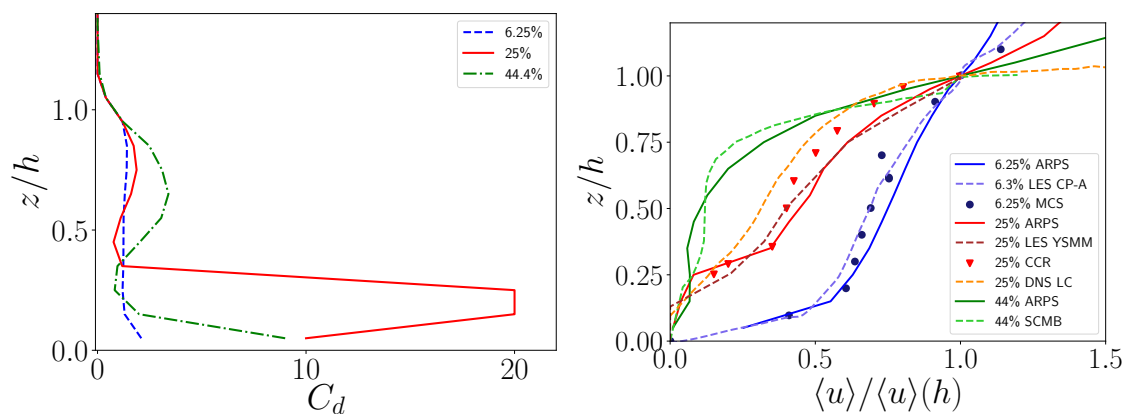 6.25%
25%
44.4%
1.0
0.5
0.0
z/h
0
10
20
C_d
1.00
0.75
0.50
0.25
0.00
z/h
6.25% ARPS
6.3% LES CP-A
6.25% MCS
25% ARPS
25% LES YSMM
25% CCR
25% DNS LC
44% ARPS
44% SCMB
0.0
0.5
1.0
1.5
⟨u⟩/⟨u⟩(h)